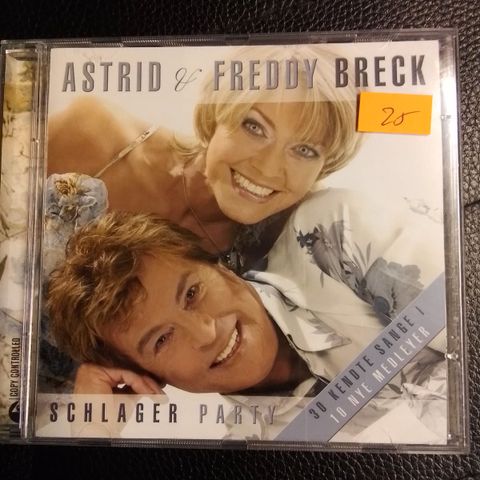 ASTRID & FREDDY BRECK
25
30 KENDTE SANGE I
10 NYE MEDLEYER
SCHLAGER PARTY
COPY CONTROLLED